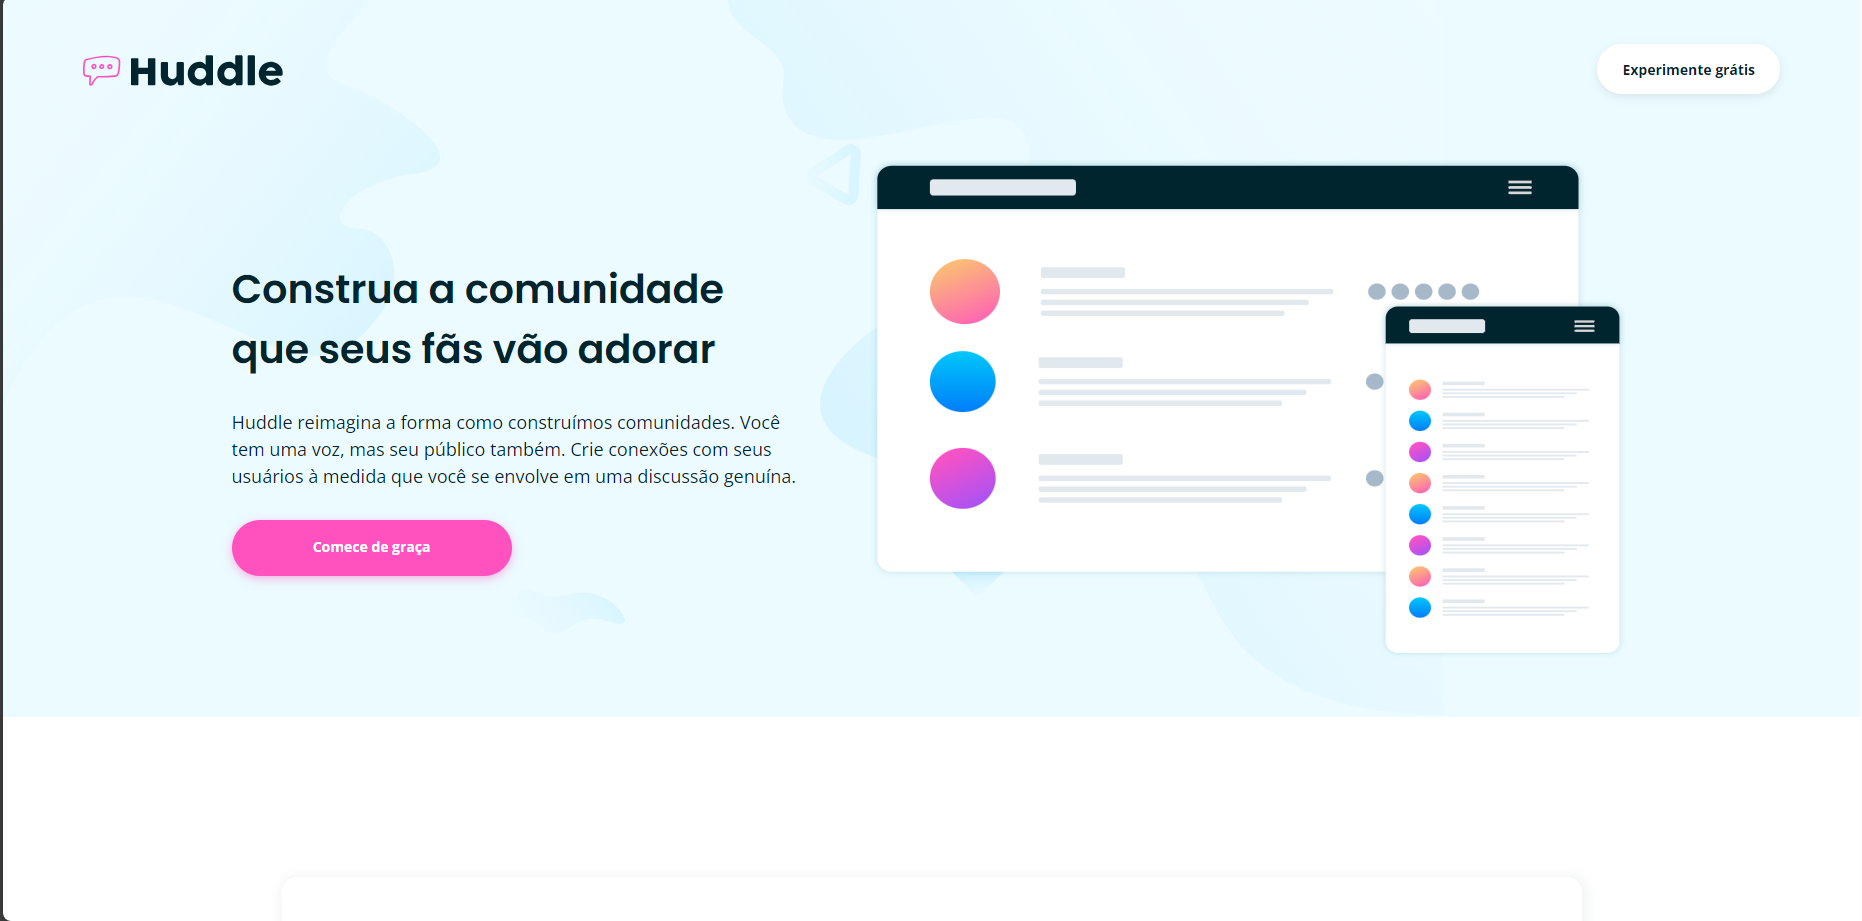 Huddle
Experimente grátis
Construa a comunidade
que seus fãs vão adorar
Huddle reimagina a forma como construímos comunidades. Você
tem uma voz, mas seu público também. Crie conexões com seus
usuários à medida que você se envolve em uma discussão genuína.
Comece de graça